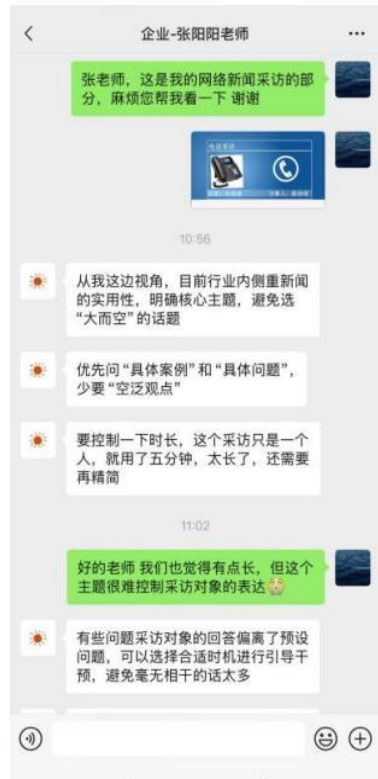 企业-张阳阳老师
张老师，这是我的网络新闻采访的部
分，麻烦您帮我看一下 谢谢
电话采访
10:56
从我这边视角，目前行业内侧重新闻
的实用性，明确核心主题，避免选
“大而空”的话题
优先问“具体案例”和“具体问题”，
少要“空泛观点”
要控制一下时长，这个采访只是一个
人，就用了五分钟，太长了，还需要
再精简
11:02
好的老师 我们也觉得有点长，但这个
主题很难控制采访对象的表达😭
有些问题采访对象的回答偏离了预设
问题，可以选择合适时机进行引导干
预，避免毫无相干的话太多